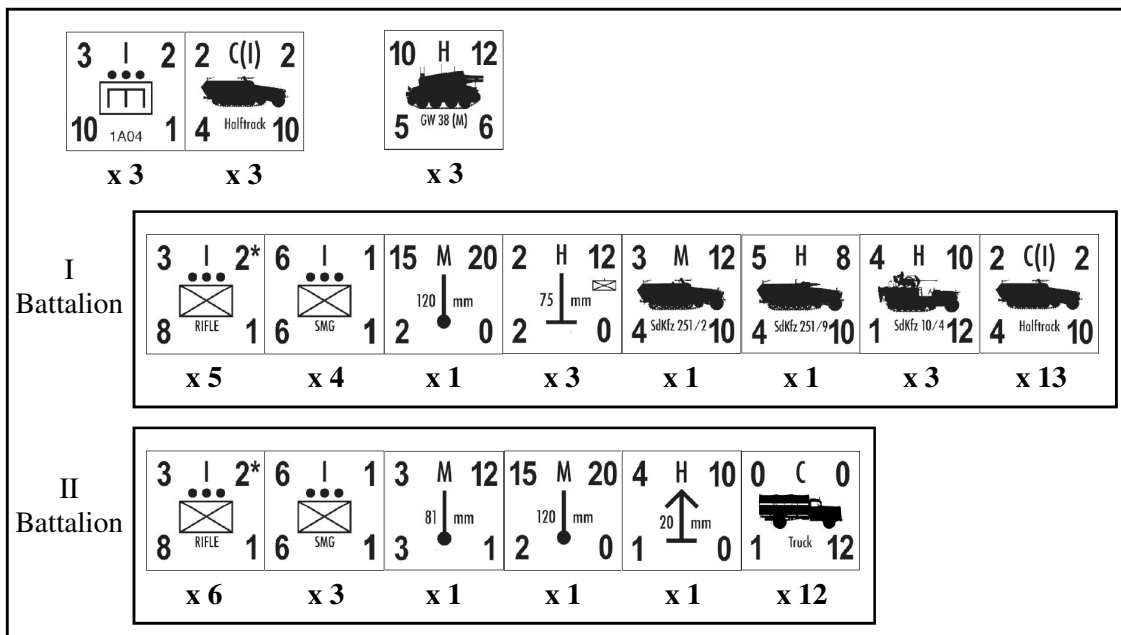 3 I 2 2 C(I) 2 10 H 12
10 1A04 1 4 Halftrack 10 5 GW 38 (M) 6
x 3 x 3 x 3
I
Battalion
3 I 2* 6 I 1 15 M 20 2 H 12 3 M 12 5 H 8 4 H 10 2 C(I) 2
120 mm 75 mm
RIFLE SMG SdKfz 251/2 SdKfz 251/9 SdKfz 10/4 Halftrack
8 1 6 1 2 0 2 0 4 10 4 10 1 12 4 10
x 5 x 4 x 1 x 3 x 1 x 1 x 3 x 13
II
Battalion
3 I 2* 6 I 1 3 M 12 15 M 20 4 H 10 0 C 0
81 mm 120 mm 20 mm
RIFLE SMG Truck
8 1 6 1 3 1 2 0 1 0 1 12
x 6 x 3 x 1 x 1 x 1 x 12